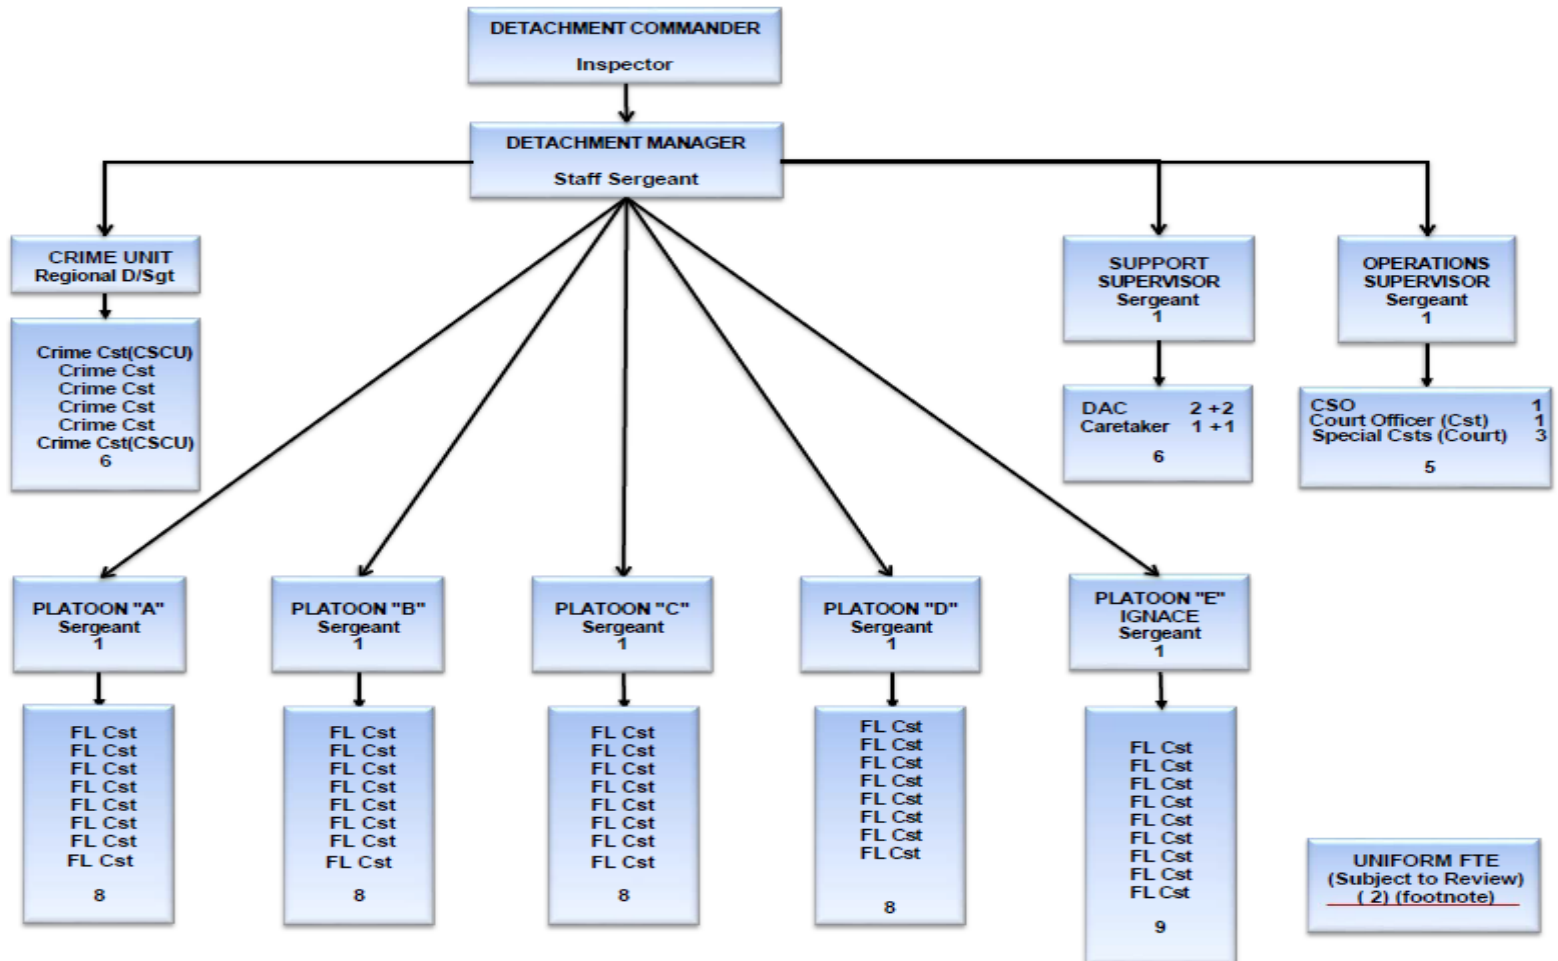 DETACHMENT COMMANDER
Inspector
DETACHMENT MANAGER
Staff Sergeant
CRIME UNIT
Regional D/Sgt
Crime Cst(CSCU)
Crime Cst
Crime Cst
Crime Cst
Crime Cst
Crime Cst(CSCU)
6
SUPPORT
SUPERVISOR
Sergeant
1
DAC 2 +2
Caretaker 1 +1
6
OPERATIONS
SUPERVISOR
Sergeant
1
CSO 1
Court Officer (Cst) 1
Special Csts (Court) 3
5
PLATOON "A"
Sergeant
1
FL Cst
FL Cst
FL Cst
FL Cst
FL Cst
FL Cst
FL Cst
FL Cst
8
PLATOON "B"
Sergeant
1
FL Cst
FL Cst
FL Cst
FL Cst
FL Cst
FL Cst
FL Cst
FL Cst
8
PLATOON "C"
Sergeant
1
FL Cst
FL Cst
FL Cst
FL Cst
FL Cst
FL Cst
FL Cst
FL Cst
8
PLATOON "D"
Sergeant
1
FL Cst
FL Cst
FL Cst
FL Cst
FL Cst
FL Cst
FL Cst
FL Cst
8
PLATOON "E"
IGNACE
Sergeant
1
FL Cst
FL Cst
FL Cst
FL Cst
FL Cst
FL Cst
FL Cst
FL Cst
FL Cst
9
UNIFORM FTE
(Subject to Review)
( 2) (footnote)